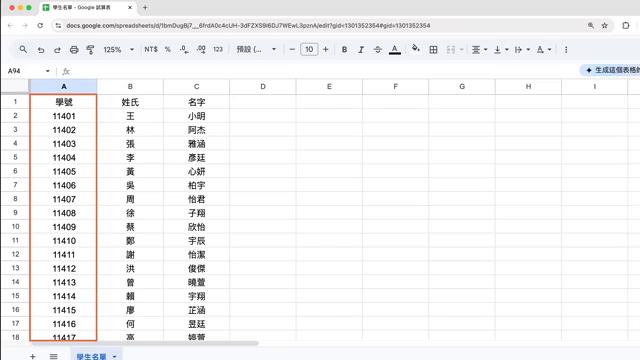 學生名單 - Google 試算表
docs.google.com/spreadsheets/d/1bmDugBj7__6frdA0c4cUH-3dFZXS9I6DJ7WEwL3pznA/edit?gid=1301352354#gid=1301352354
125% NT$ % .0 .00 123 預設 (... − 10 + B I A
A94 fx 生成這個表格的
A B C D E F G H I
1 學號 姓氏 名字
2 11401 王 小明
3 11402 林 阿杰
4 11403 張 雅涵
5 11404 李 彥廷
6 11405 黃 心妍
7 11406 吳 柏宇
8 11407 周 怡君
9 11408 徐 子翔
10 11409 蔡 欣怡
11 11410 鄭 宇辰
12 11411 謝 怡潔
13 11412 洪 俊傑
14 11413 曾 曉萱
15 11414 賴 宇翔
16 11415 廖 芷涵
17 11416 何 昱廷
18 11417 高 婷萱
學生名單